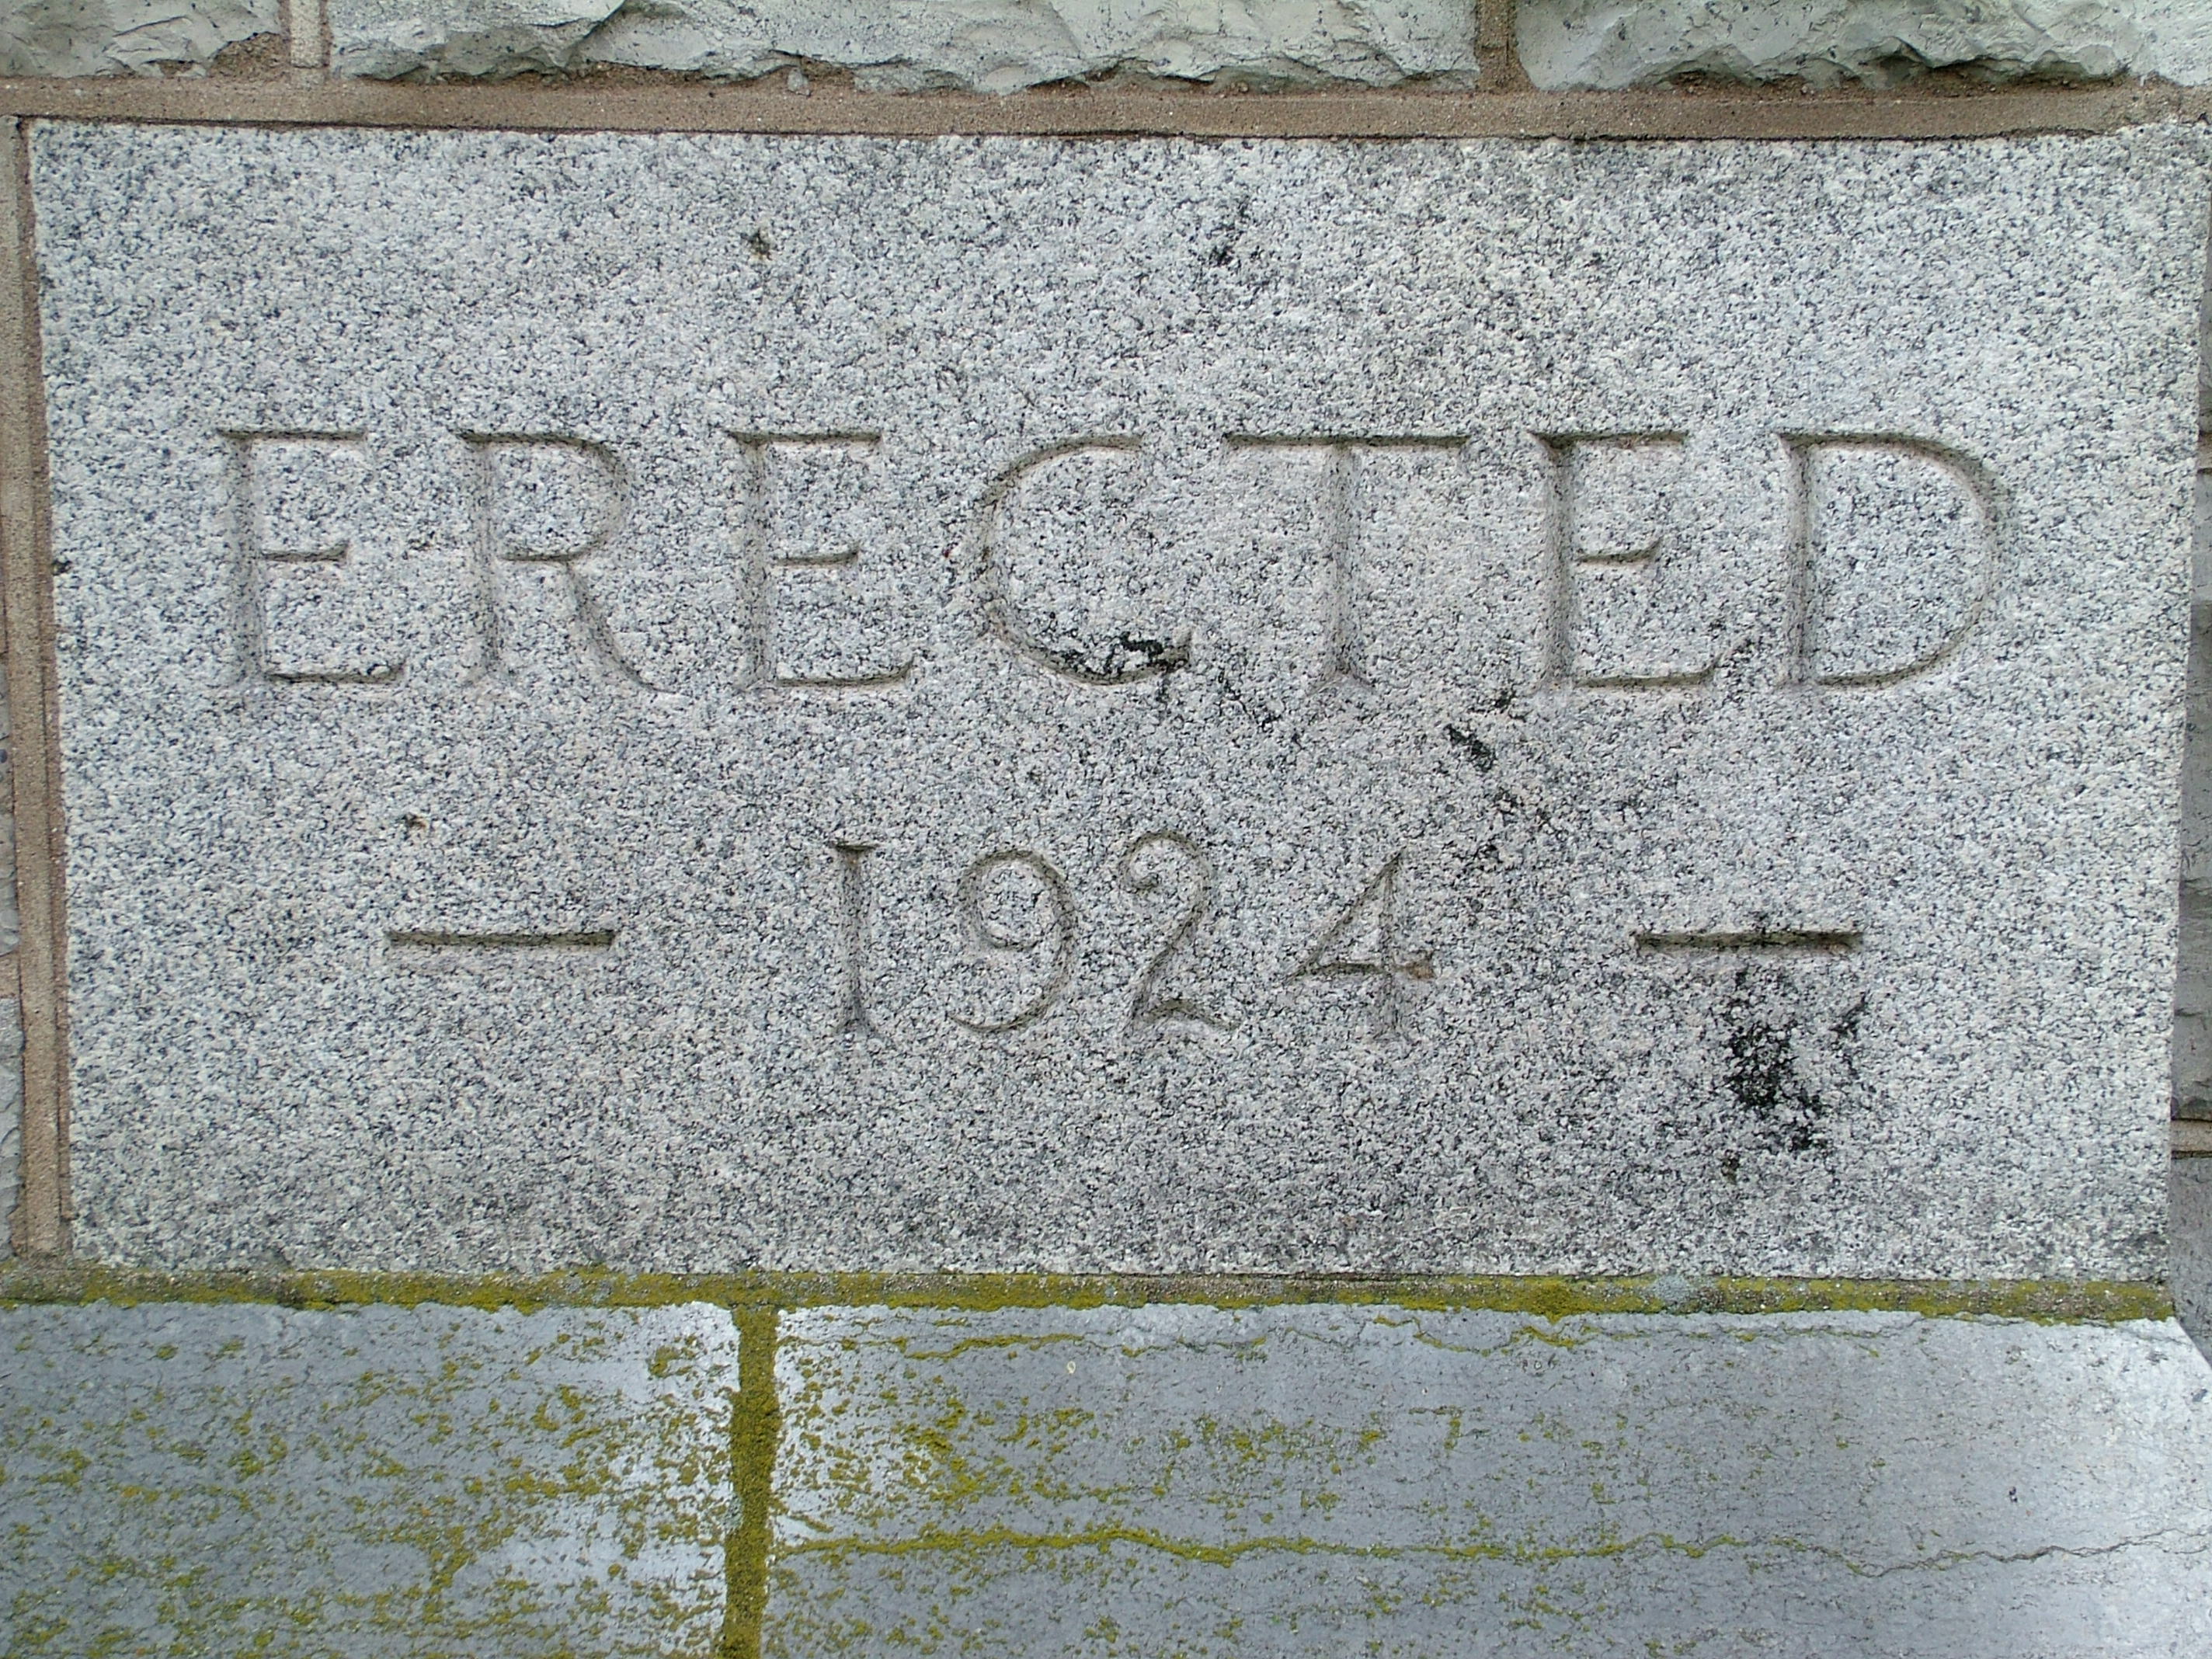 ERECTED
— 1924 —